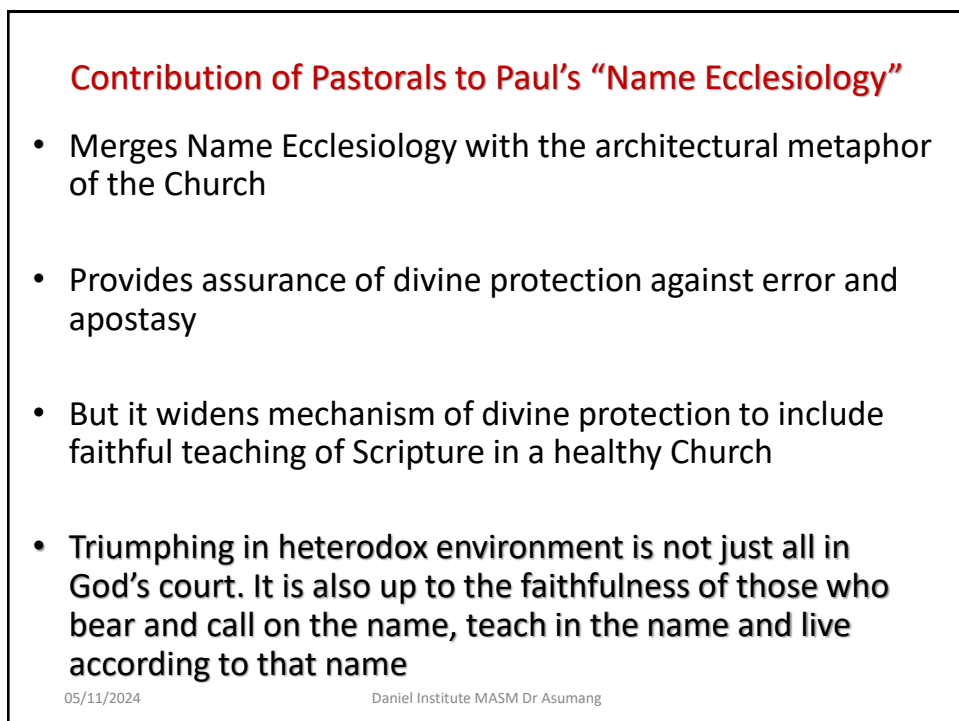 Contribution of Pastorals to Paul’s “Name Ecclesiology”
• Merges Name Ecclesiology with the architectural metaphor
of the Church
• Provides assurance of divine protection against error and
apostasy
• But it widens mechanism of divine protection to include
faithful teaching of Scripture in a healthy Church
• Triumphing in heterodox environment is not just all in
God’s court. It is also up to the faithfulness of those who
bear and call on the name, teach in the name and live
according to that name
05/11/2024 Daniel Institute MASM Dr Asumang